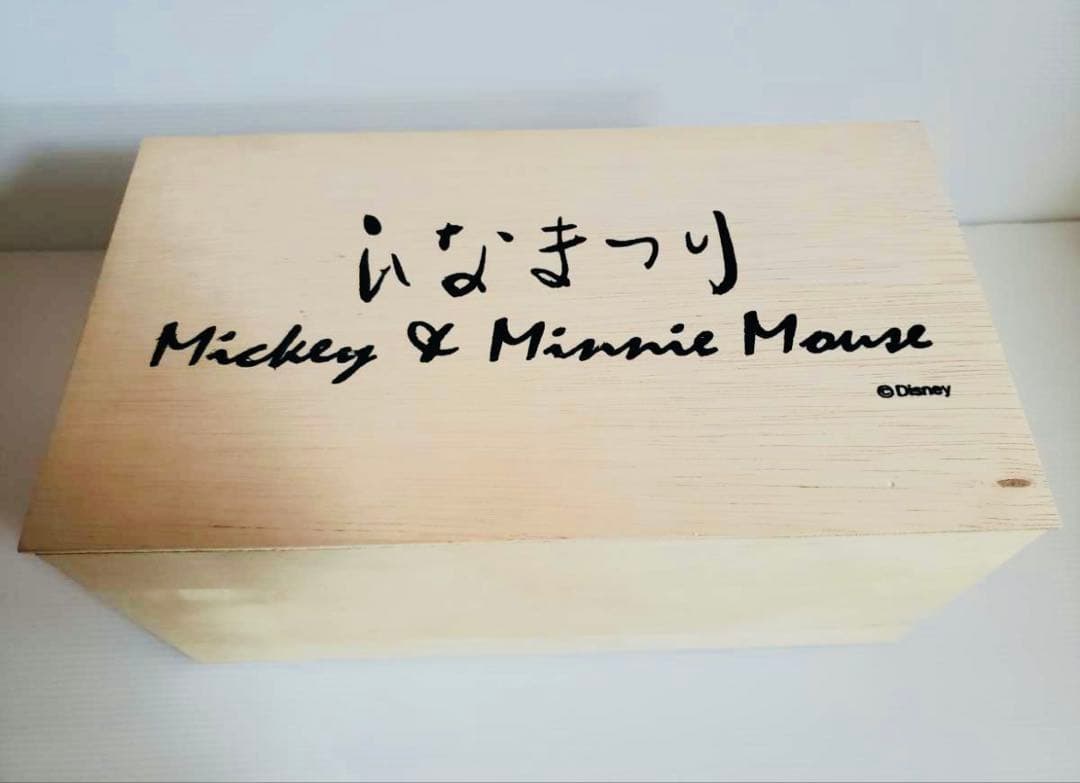 ひなまつり
Mickey & Minnie Mouse
©Disney